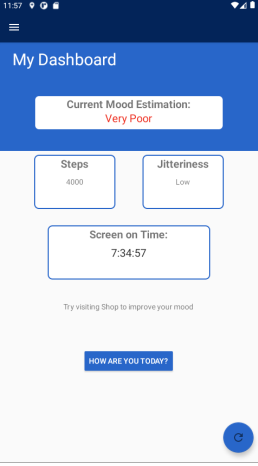 11:57
My Dashboard
Current Mood Estimation:
Very Poor
Steps
4000
Jitteriness
Low
Screen on Time:
7:34:57
Try visiting Shop to improve your mood
HOW ARE YOU TODAY?